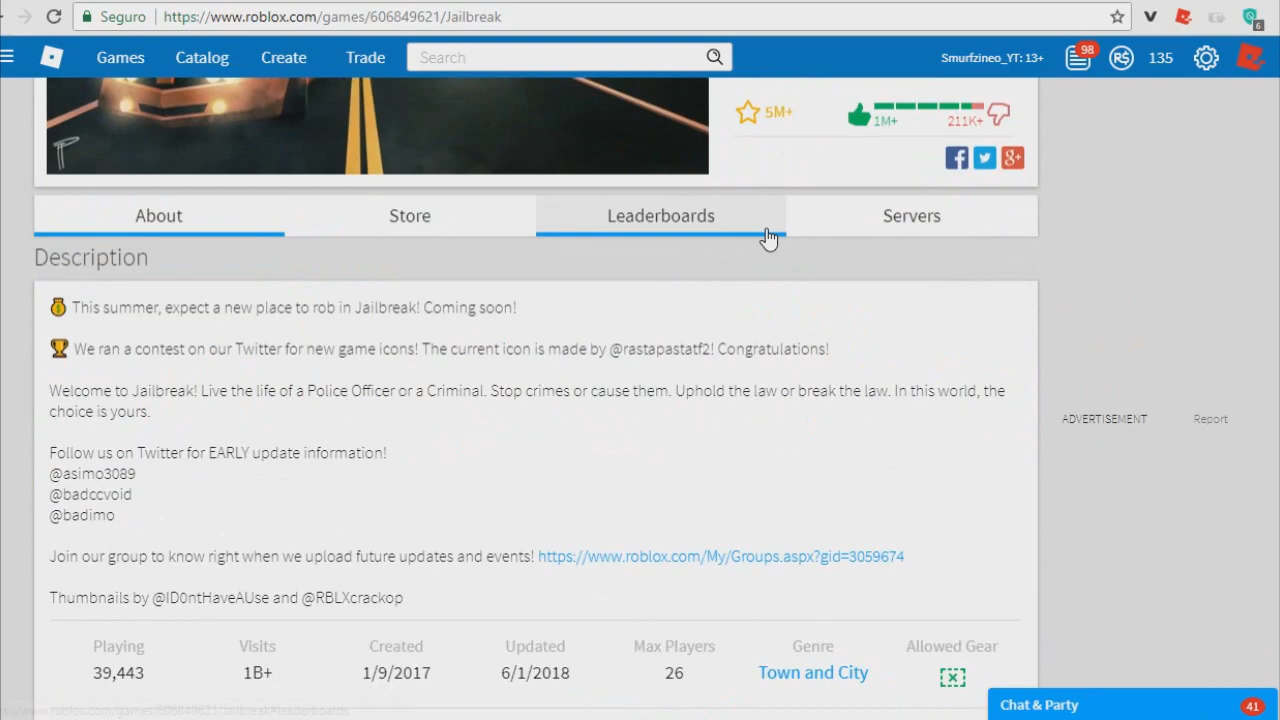 Seguro https://www.roblox.com/games/606849621/Jailbreak
6
Games Catalog Create Trade Search Smurfzineo_YT: 13+ 98 R$ 135
5M+ 1M+ 211K+
f g+
About Store Leaderboards Servers
Description
This summer, expect a new place to rob in Jailbreak! Coming soon!
We ran a contest on our Twitter for new game icons! The current icon is made by @rastapastatf2! Congratulations!
Welcome to Jailbreak! Live the life of a Police Officer or a Criminal. Stop crimes or cause them. Uphold the law or break the law. In this world, the
choice is yours.
ADVERTISEMENT Report
Follow us on Twitter for EARLY update information!
@asimo3089
@badccvoid
@badimo
Join our group to know right when we upload future updates and events! https://www.roblox.com/My/Groups.aspx?gid=3059674
Thumbnails by @ID0ntHaveAUse and @RBLXcrackop
Playing Visits Created Updated Max Players Genre Allowed Gear
39,443 1B+ 1/9/2017 6/1/2018 26 Town and City
Chat & Party 41